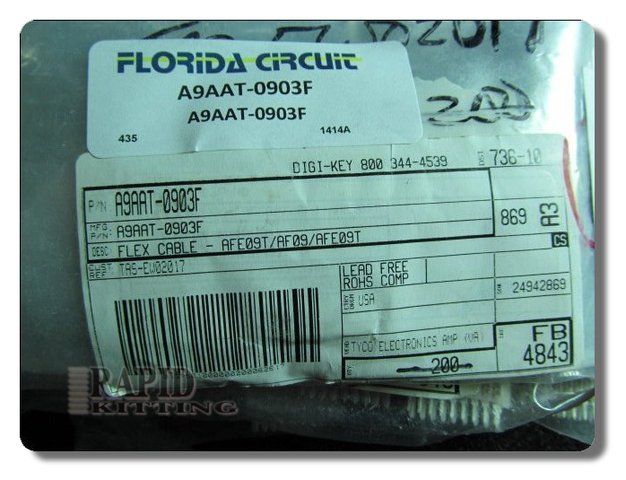 FLORIDA CIRCUIT
A9AAT-0903F
A9AAT-0903F
435 1414A
200
DIGI-KEY 800 344-4539 736-10
P/N A9AAT-0903F
MFG. P/N: A9AAT-0903F
869 A3
DESC FLEX CABLE - AFE09T/AF09/AFE09T
CS
CUST REF. TAS-EW02017
LEAD FREE
ROHS COMP
USA
24942869
TYCO ELECTRONICS AMP (VA)
FB
4843
200
RAPID
KITTING